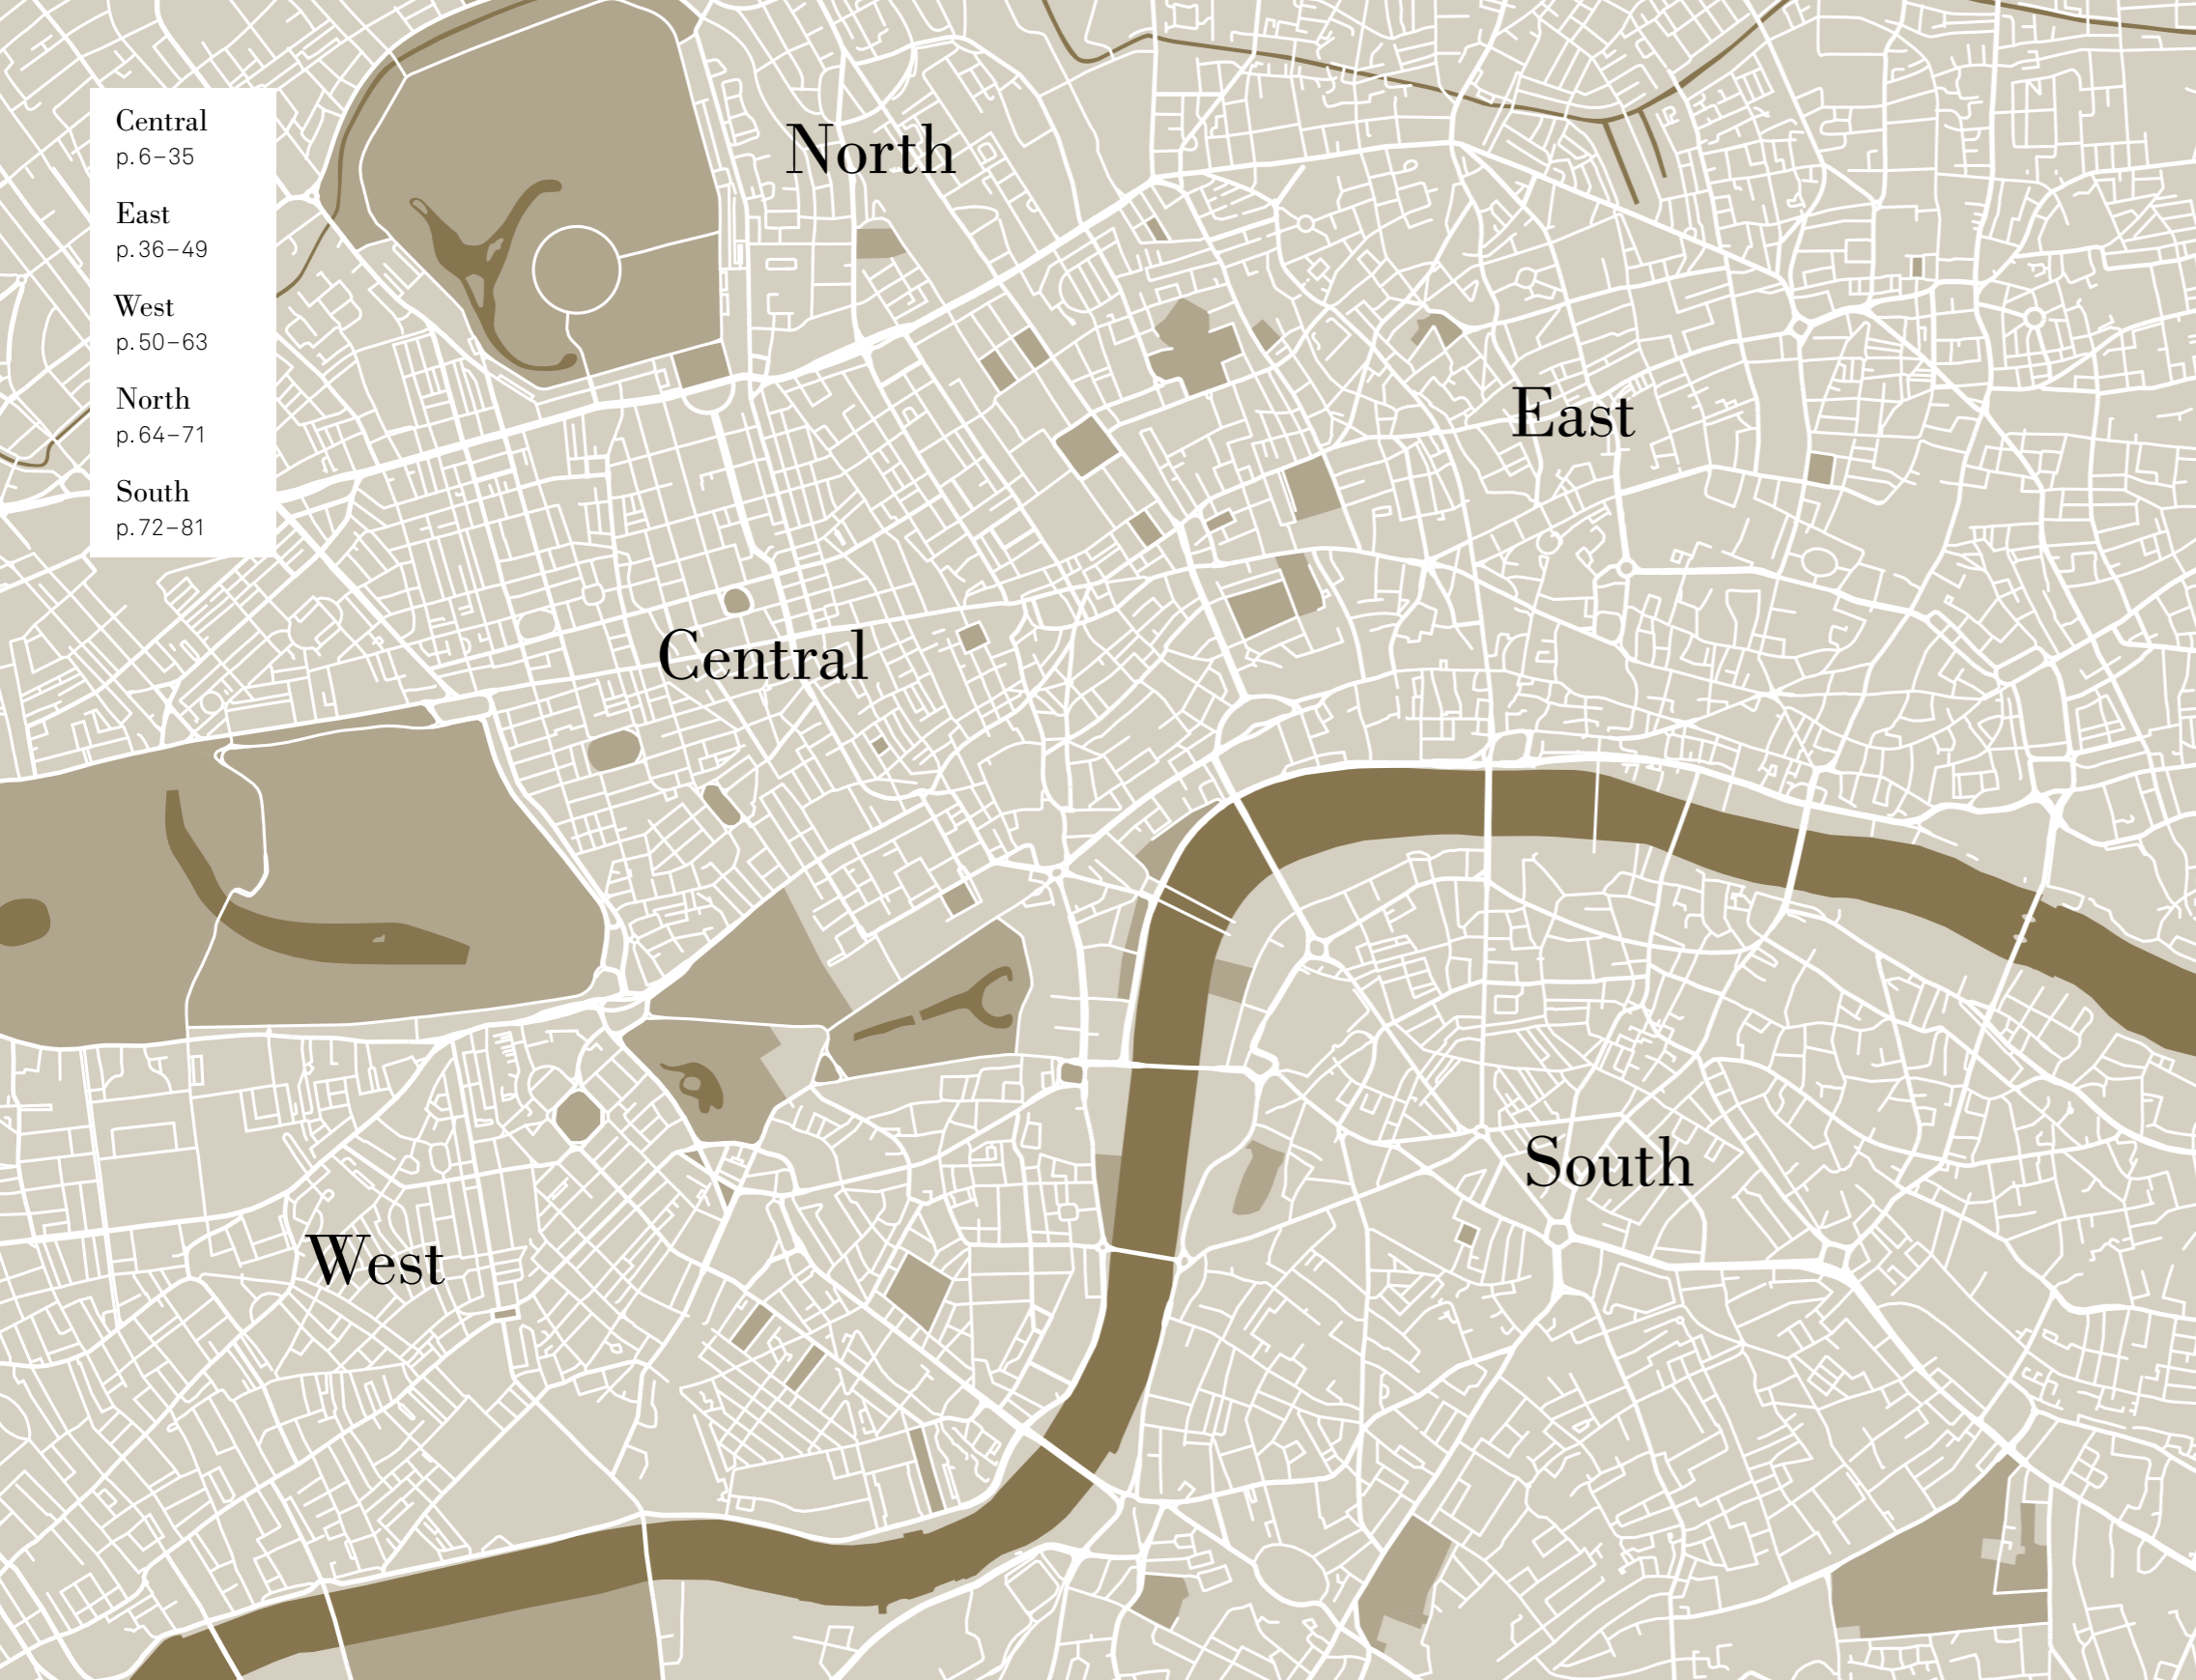 Central
p. 6–35
East
p. 36–49
West
p. 50–63
North
p. 64–71
South
p. 72–81
North
East
Central
South
West